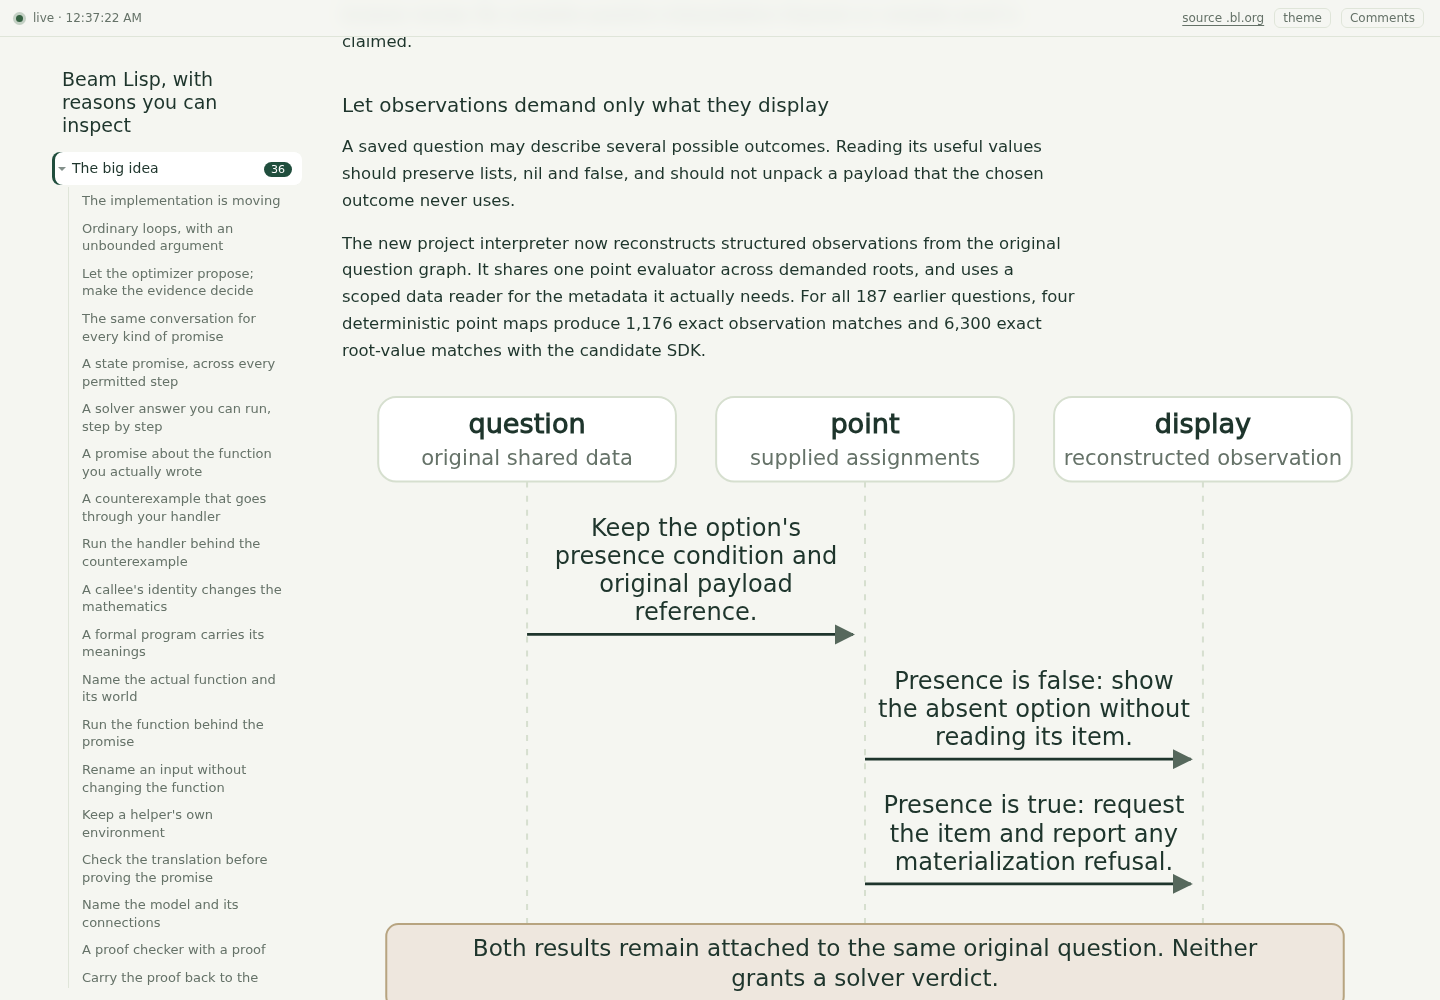 live · 12:37:22 AM
source .bl.org
theme
Comments
claimed.
Beam Lisp, with
reasons you can
inspect
The big idea
36
The implementation is moving
Ordinary loops, with an
unbounded argument
Let the optimizer propose;
make the evidence decide
The same conversation for
every kind of promise
A state promise, across every
permitted step
A solver answer you can run,
step by step
A promise about the function
you actually wrote
A counterexample that goes
through your handler
Run the handler behind the
counterexample
A callee's identity changes the
mathematics
A formal program carries its
meanings
Name the actual function and
its world
Run the function behind the
promise
Rename an input without
changing the function
Keep a helper's own
environment
Check the translation before
proving the promise
Name the model and its
connections
A proof checker with a proof
Carry the proof back to the
Let observations demand only what they display
A saved question may describe several possible outcomes. Reading its useful values
should preserve lists, nil and false, and should not unpack a payload that the chosen
outcome never uses.
The new project interpreter now reconstructs structured observations from the original
question graph. It shares one point evaluator across demanded roots, and uses a
scoped data reader for the metadata it actually needs. For all 187 earlier questions, four
deterministic point maps produce 1,176 exact observation matches and 6,300 exact
root-value matches with the candidate SDK.
question
original shared data
point
supplied assignments
display
reconstructed observation
Keep the option's
presence condition and
original payload
reference.
Presence is false: show
the absent option without
reading its item.
Presence is true: request
the item and report any
materialization refusal.
Both results remain attached to the same original question. Neither
grants a solver verdict.